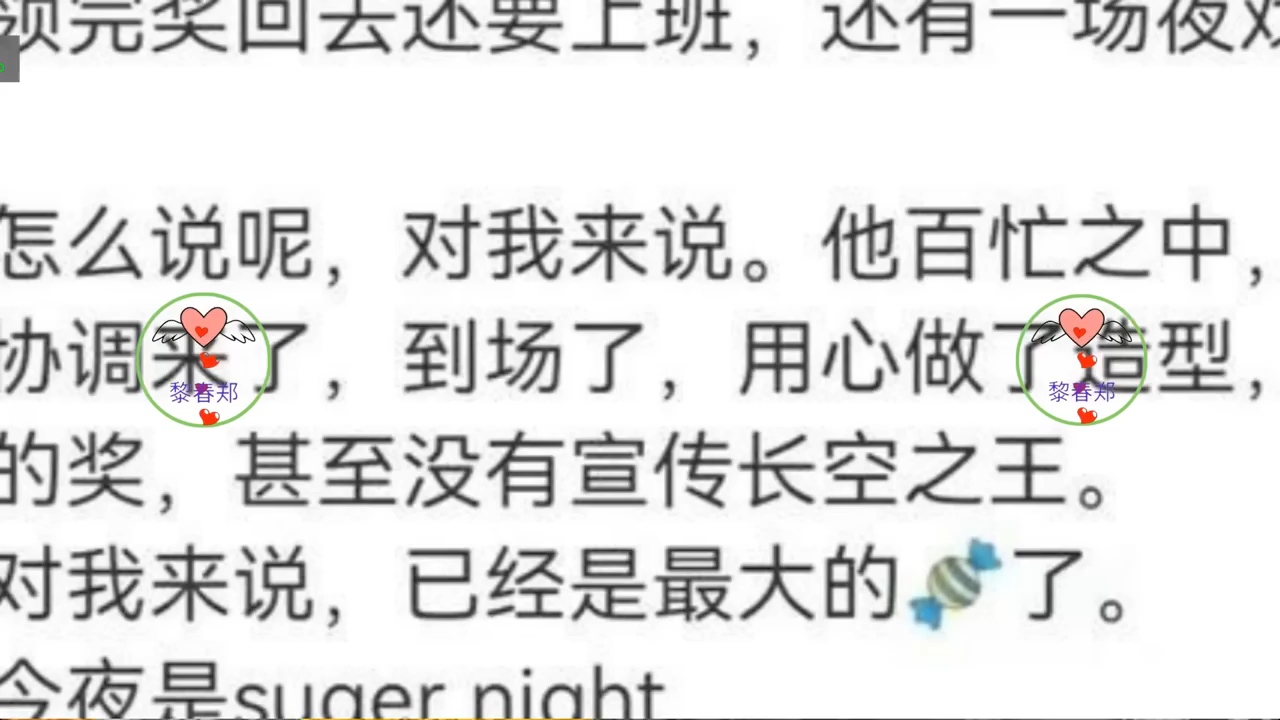 领完奖回去还要上班，还有一场夜戏
怎么说呢，对我来说。他百忙之中，
协调来了，到场了，用心做了造型，
的奖，甚至没有宣传长空之王。
对我来说，已经是最大的🍬了。
今夜是suger night
黎春郑
黎春郑